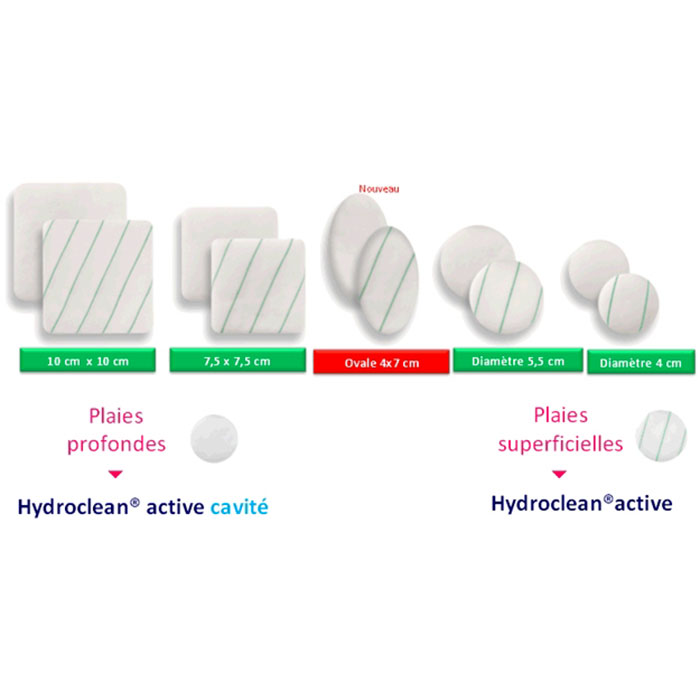 Nouveau
10 cm x 10 cm
7,5 x 7,5 cm
Ovale 4x7 cm
Diamètre 5,5 cm
Diamètre 4 cm
Plaies
profondes
Hydroclean® active cavité
Plaies
superficielles
Hydroclean®active